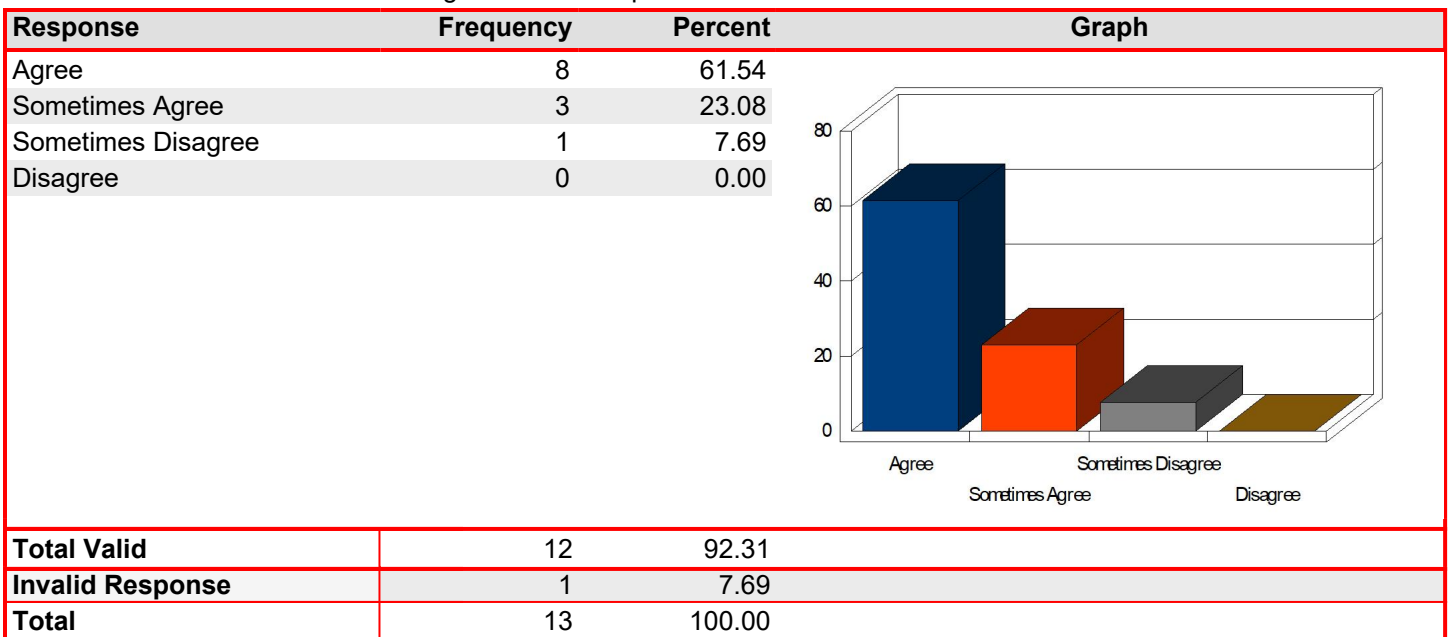 Response Frequency Percent Graph
Agree 8 61.54
Sometimes Agree 3 23.08
Sometimes Disagree 1 7.69
Disagree 0 0.00
80
60
40
20
0
Agree Sometimes Disagree
Sometimes Agree Disagree
Total Valid 12 92.31
Invalid Response 1 7.69
Total 13 100.00